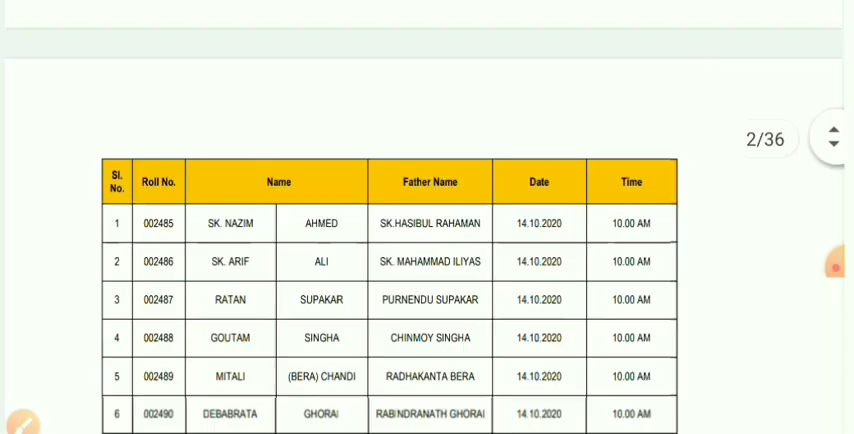 2/36
Sl. No. Roll No. Name Father Name Date Time
1 002485 SK. NAZIM AHMED SK.HASIBUL RAHAMAN 14.10.2020 10.00 AM
2 002486 SK. ARIF ALI SK. MAHAMMAD ILIYAS 14.10.2020 10.00 AM
3 002487 RATAN SUPAKAR PURNENDU SUPAKAR 14.10.2020 10.00 AM
4 002488 GOUTAM SINGHA CHINMOY SINGHA 14.10.2020 10.00 AM
5 002489 MITALI (BERA) CHANDI RADHAKANTA BERA 14.10.2020 10.00 AM
6 002490 DEBABRATA GHORAI RABINDRANATH GHORAI 14.10.2020 10.00 AM